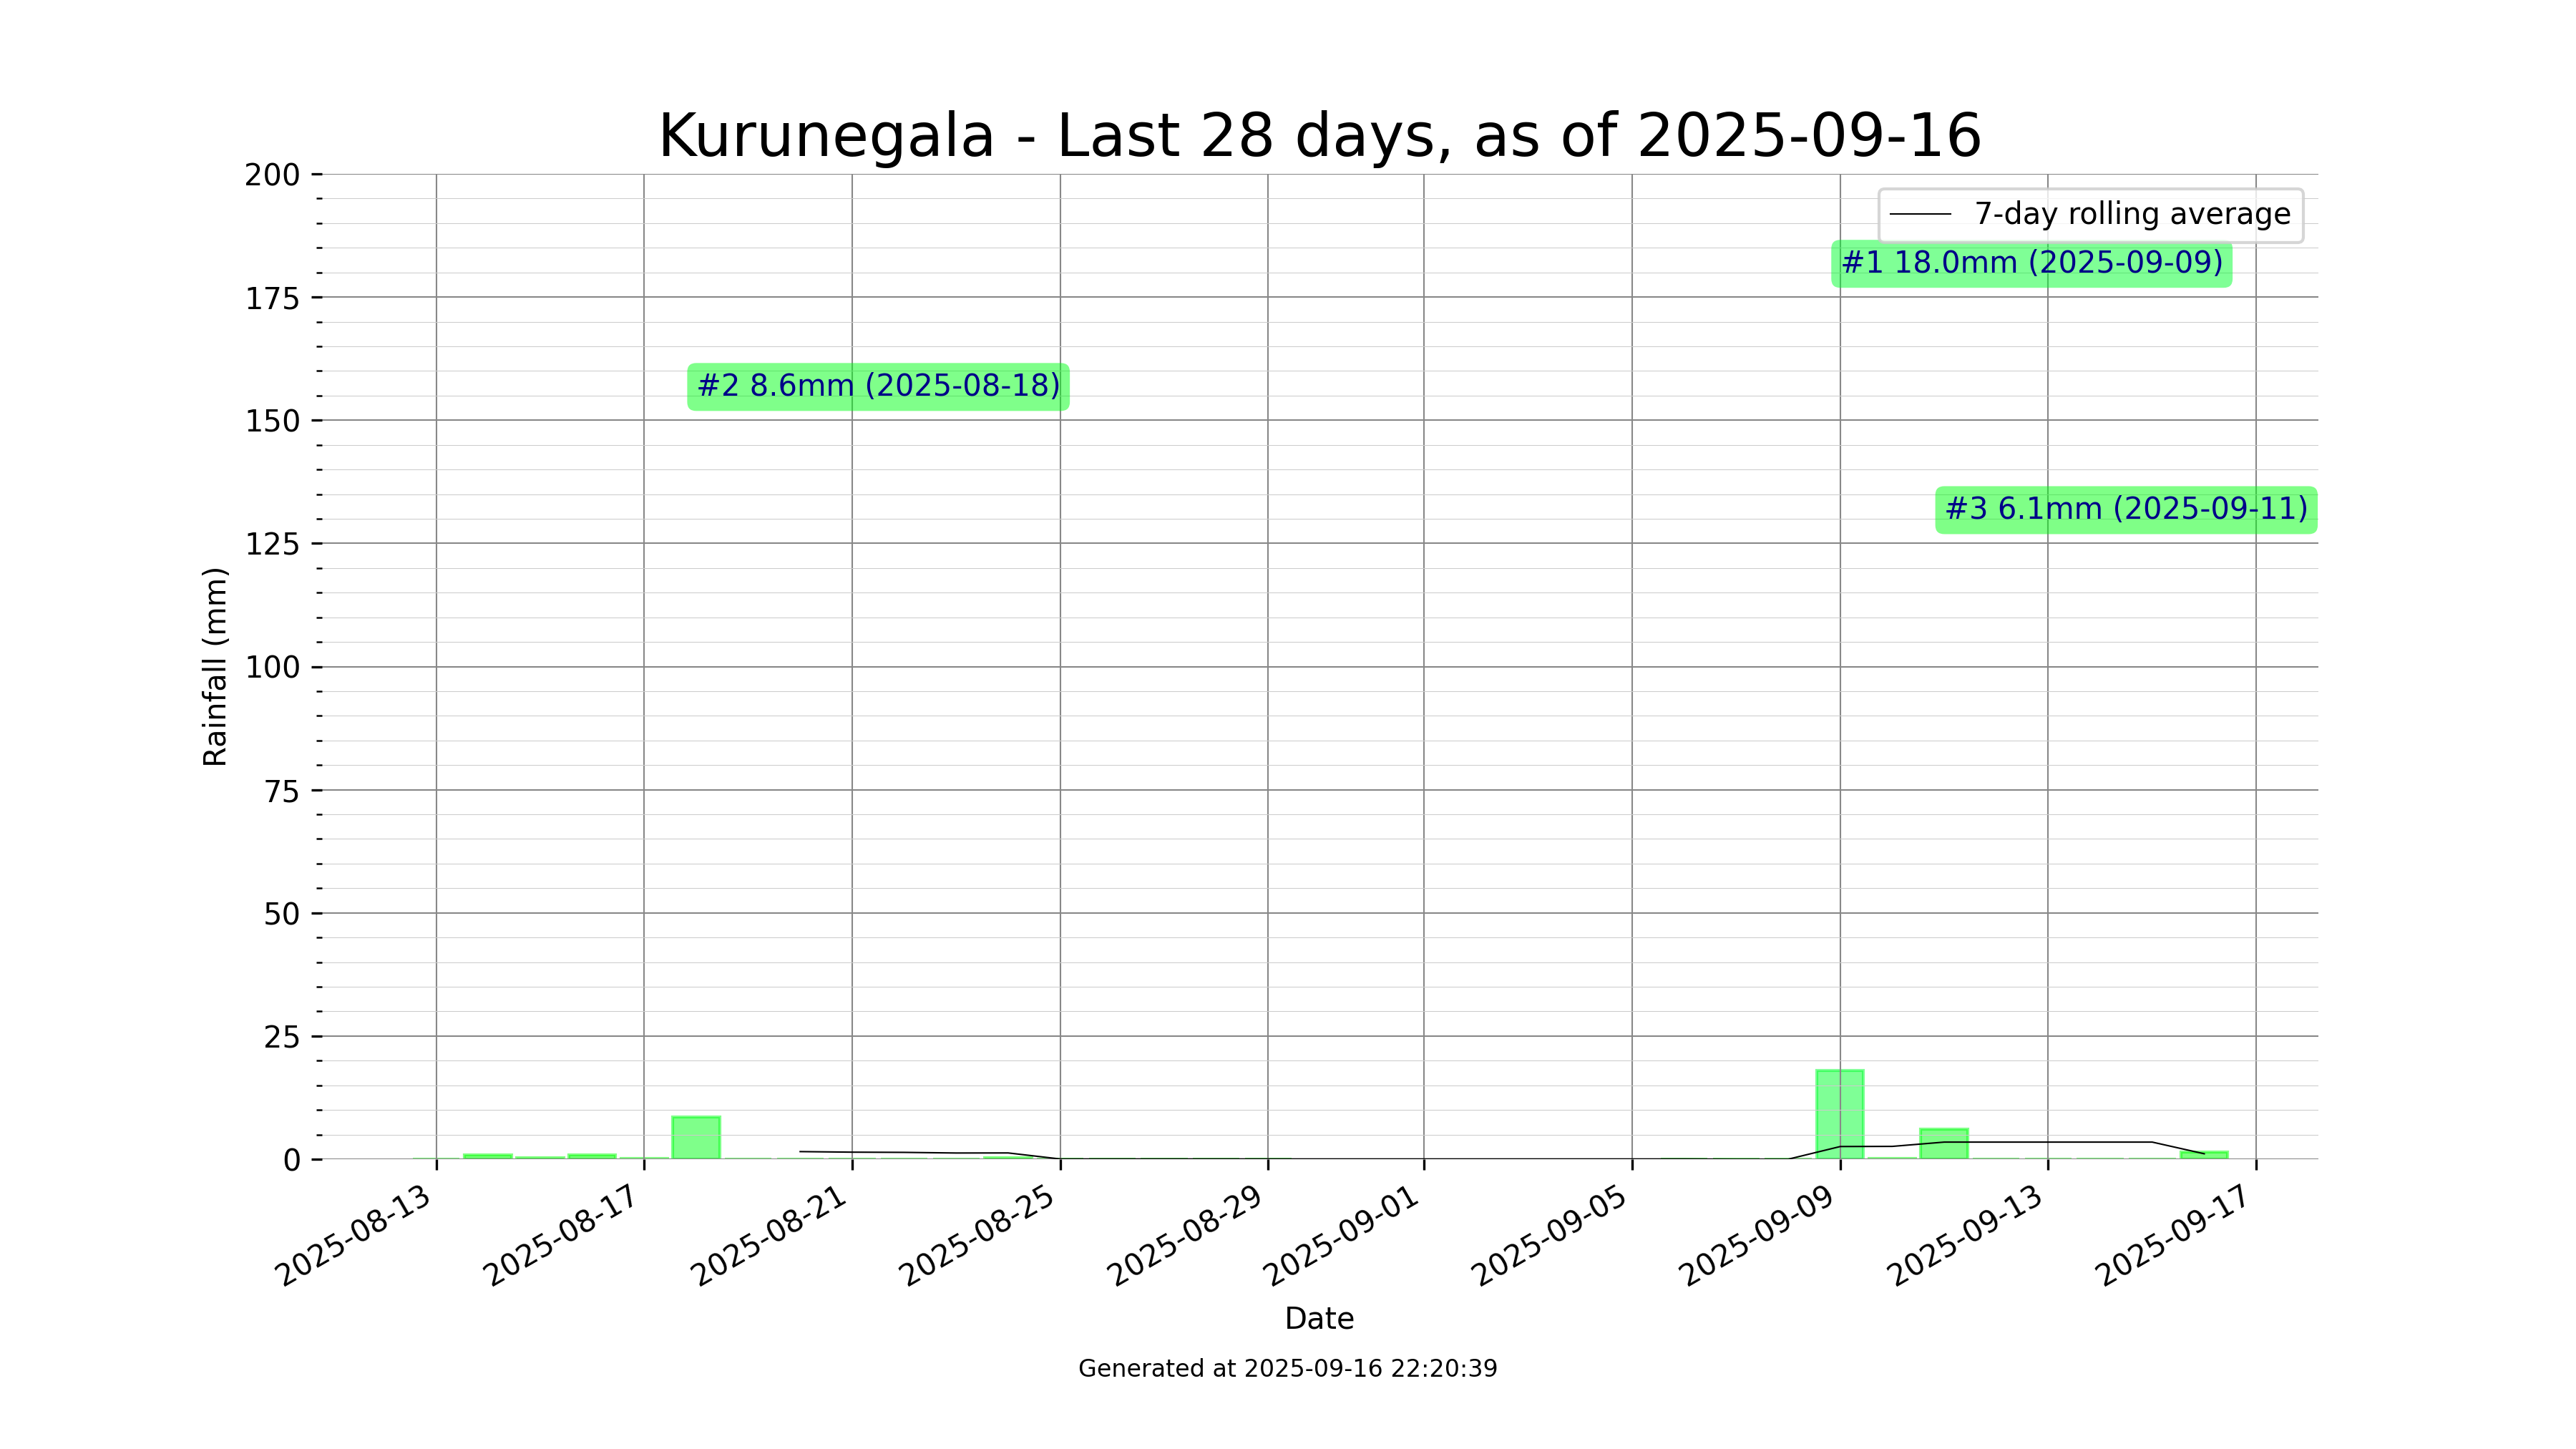 Kurunegala - Last 28 days, as of 2025-09-16
200
175
150
125
100
75
50
25
0
Rainfall (mm)
7-day rolling average
#1 18.0mm (2025-09-09)
#2 8.6mm (2025-08-18)
#3 6.1mm (2025-09-11)
2025-08-13
2025-08-17
2025-08-21
2025-08-25
2025-08-29
2025-09-01
2025-09-05
2025-09-09
2025-09-13
2025-09-17
Date
Generated at 2025-09-16 22:20:39